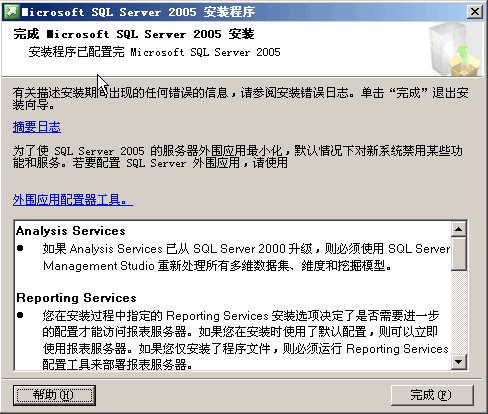 Microsoft SQL Server 2005 安装程序
完成 Microsoft SQL Server 2005 安装
安装程序已配置完 Microsoft SQL Server 2005
有关描述安装期间出现的任何错误的信息，请参阅安装错误日志。单击“完成”退出安
装向导。
摘要日志
为了使 SQL Server 2005 的服务器外围应用最小化，默认情况下对新系统禁用某些功
能和服务。若要配置 SQL Server 外围应用，请使用
外围应用配置器工具。
Analysis Services
● 如果 Analysis Services 已从 SQL Server 2000 升级，则必须使用 SQL Server
Management Studio 重新处理所有多维数据集、维度和挖掘模型。
Reporting Services
● 您在安装过程中指定的 Reporting Services 安装选项决定了是否需要进一步
的配置才能访问报表服务器。如果您在安装时使用了默认配置，则可以立即
使用报表服务器。如果您仅安装了程序文件，则必须运行 Reporting Services
配置工具来部署报表服务器。
帮助(H)
完成(F)